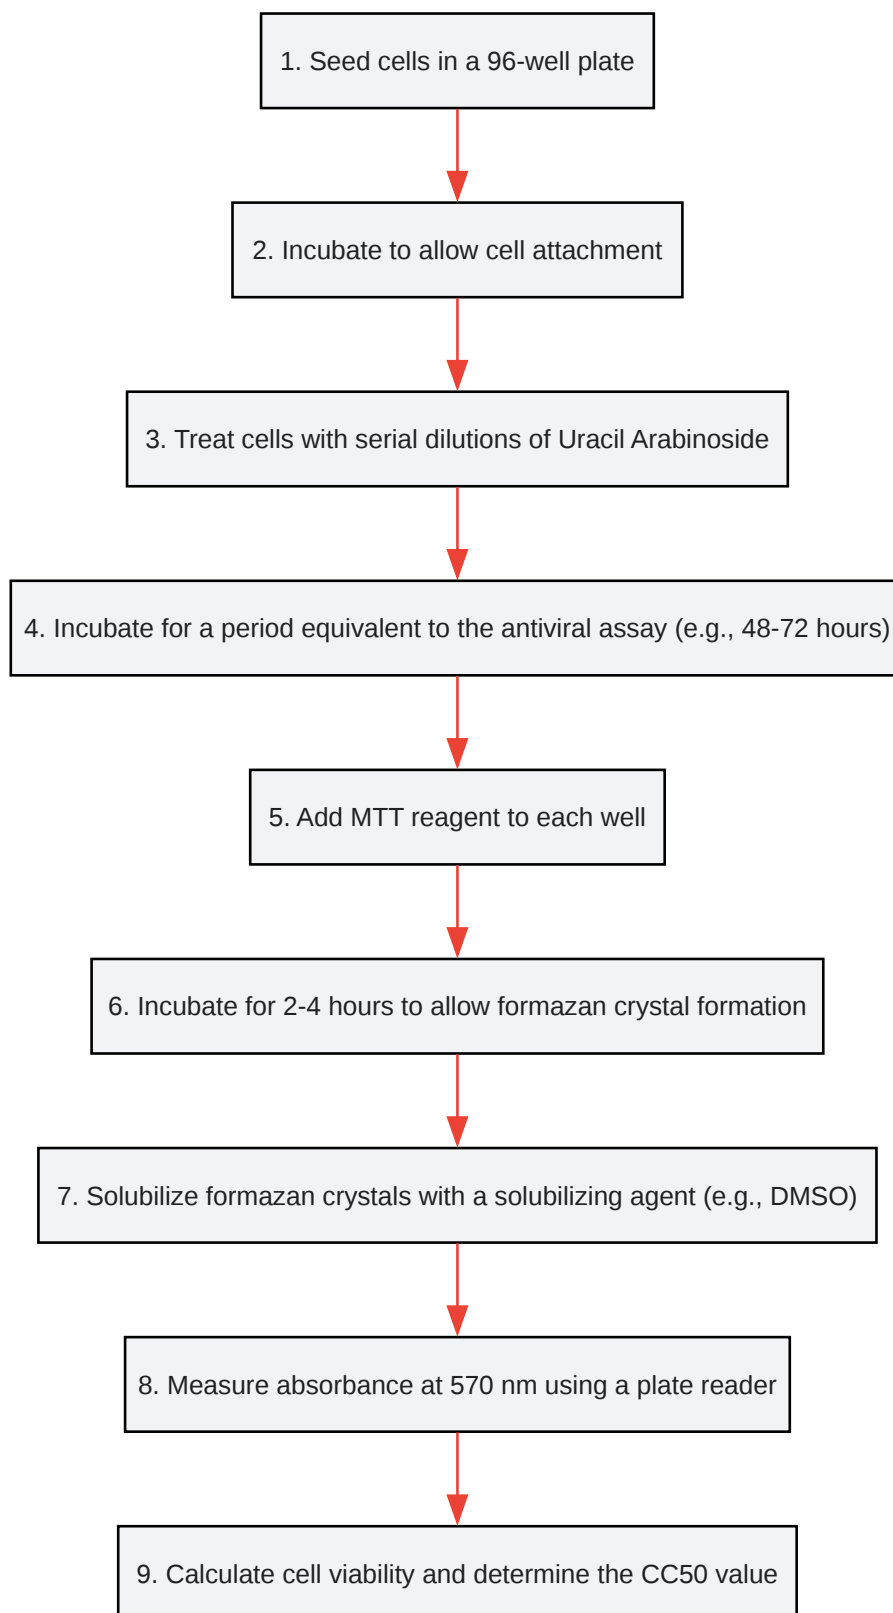 1. Seed cells in a 96-well plate
2. Incubate to allow cell attachment
3. Treat cells with serial dilutions of Uracil Arabinoside
4. Incubate for a period equivalent to the antiviral assay (e.g., 48-72 hours)
5. Add MTT reagent to each well
6. Incubate for 2-4 hours to allow formazan crystal formation
7. Solubilize formazan crystals with a solubilizing agent (e.g., DMSO)
8. Measure absorbance at 570 nm using a plate reader
9. Calculate cell viability and determine the CC50 value